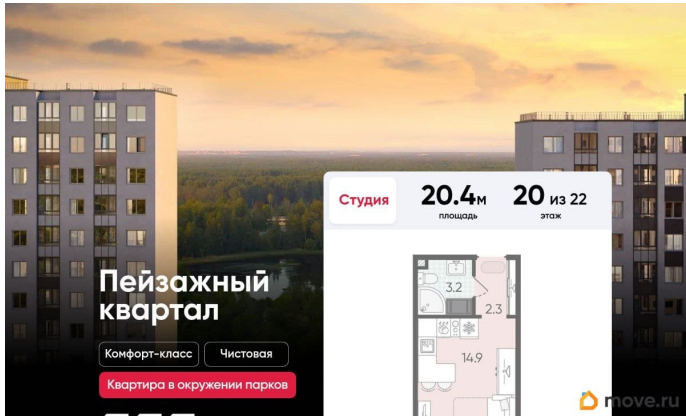 Студия
20.4м
площадь
20 из 22
этаж
3.2
2.3
14.9
Пейзажный
квартал
Комфорт-класс
Чистовая
Квартира в окружении парков
move.ru